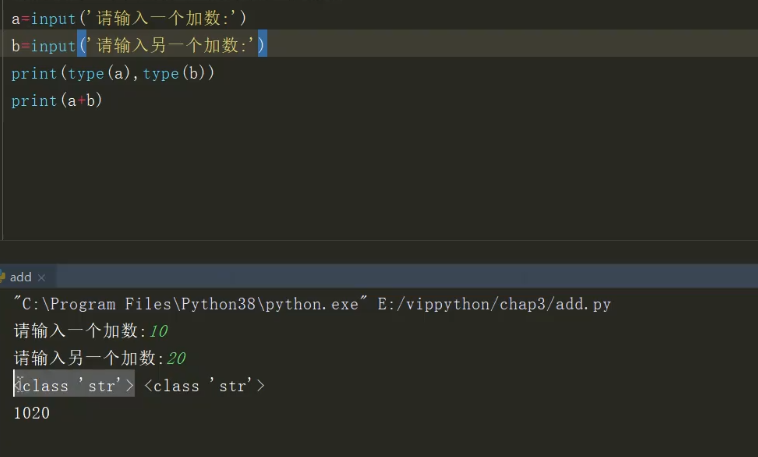 a=input('请输入一个加数:')
b=input('请输入另一个加数:')
print(type(a),type(b))
print(a+b)
add ×
"C:\Program Files\Python38\python.exe" E:/vippython/chap3/add.py
请输入一个加数:10
请输入另一个加数:20
<class 'str'> <class 'str'>
1020